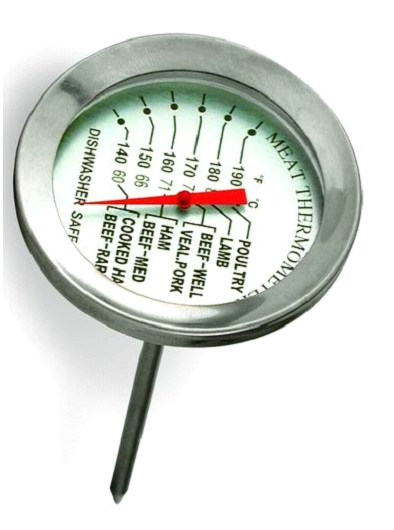 MEAT THERMOMETER
°F
190
180
170
160
150
140
°C
71
66
60
POULTRY
LAMB
BEEF-WELL
VEAL.PORK
HAM
BEEF-MED
COOKED HA
BEEF-RAR
DISHWASHER SAFE